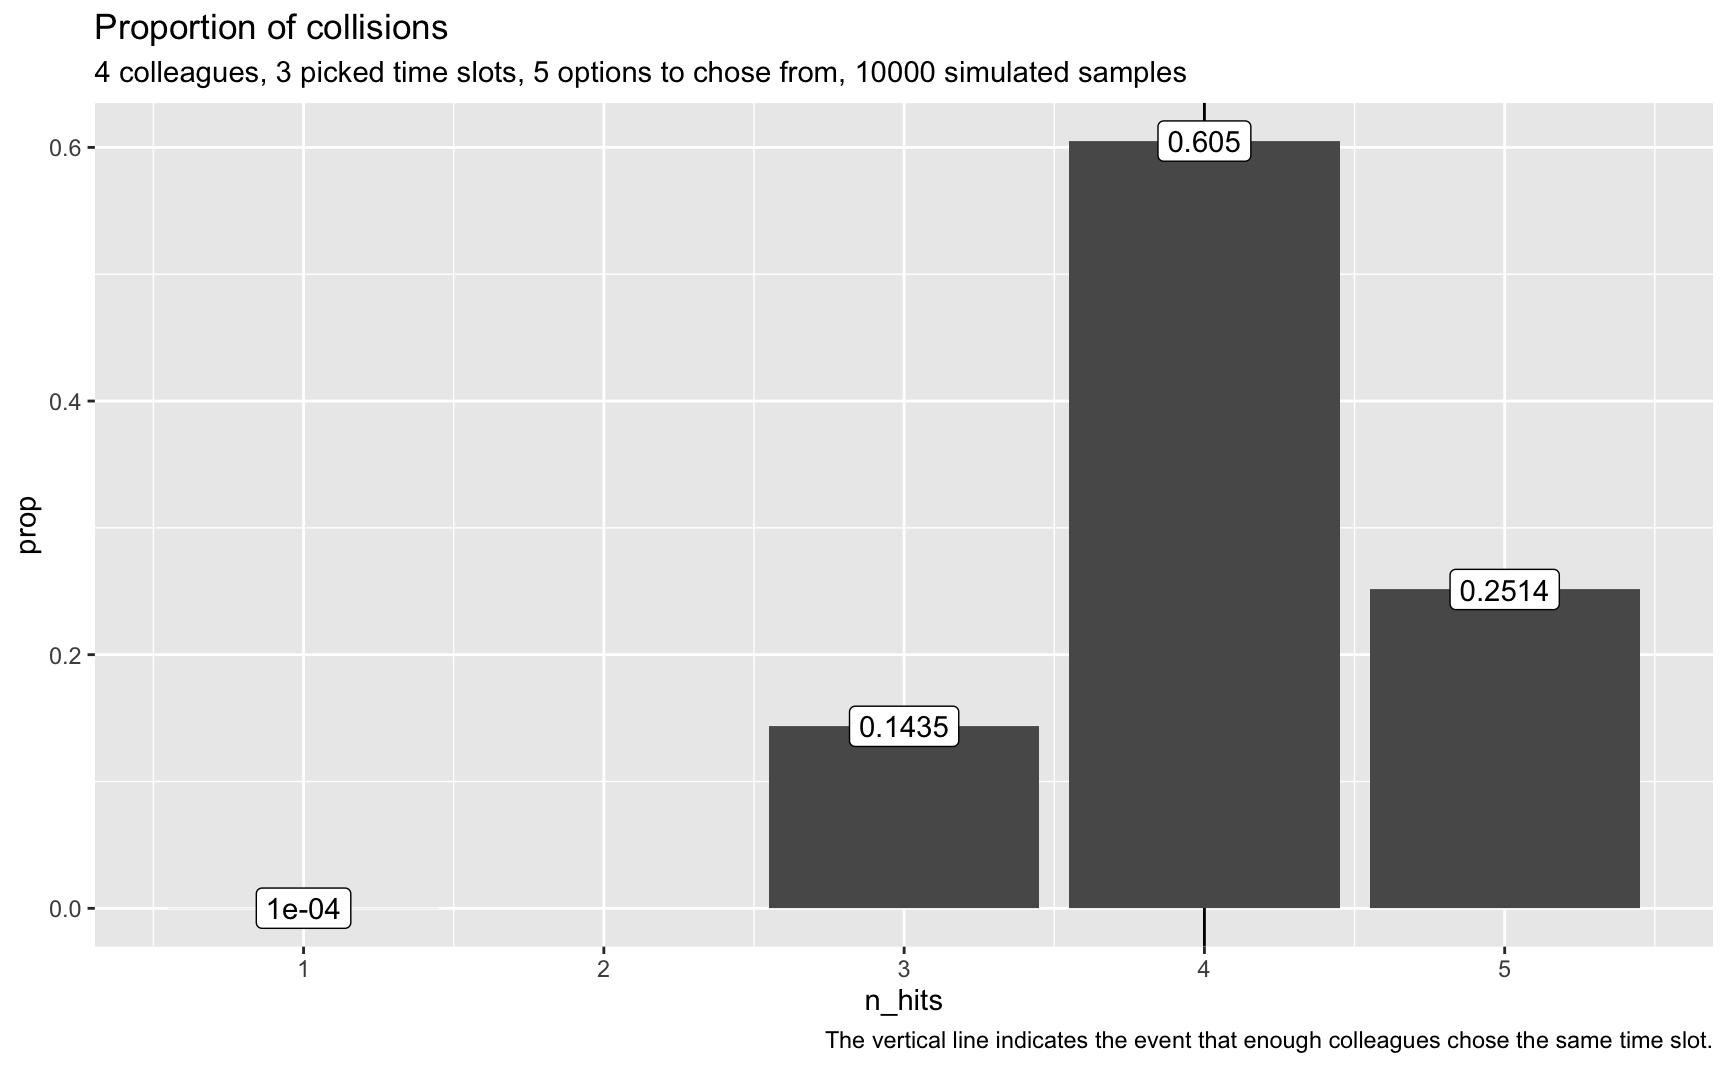 Proportion of collisions
4 colleagues, 3 picked time slots, 5 options to chose from, 10000 simulated samples
0.6
0.4
0.2
0.0
prop
1e-04
0.1435
0.605
0.2514
1
2
3
4
5
n_hits
The vertical line indicates the event that enough colleagues chose the same time slot.